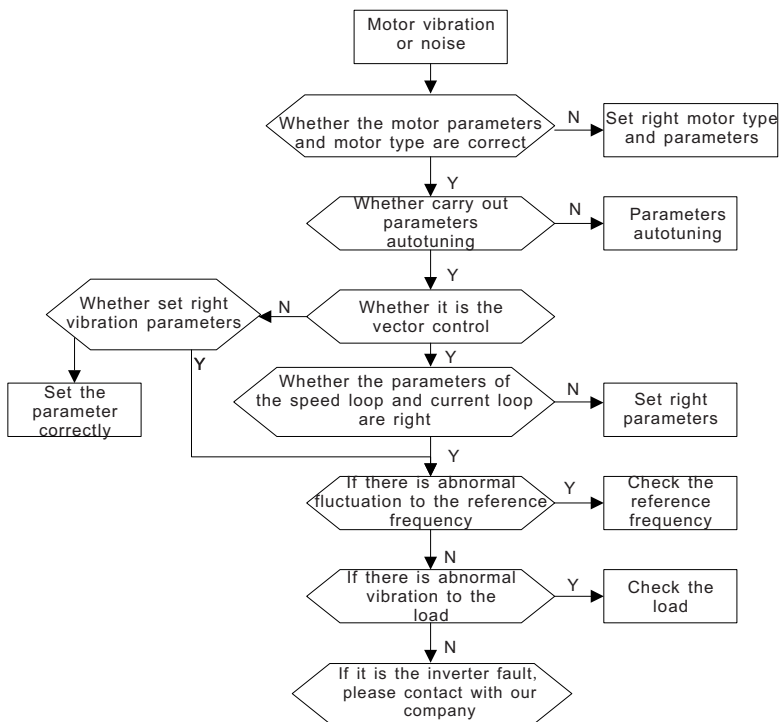 Motor vibration
or noise
Whether the motor parameters
and motor type are correct
N
Set right motor type
and parameters
Y
Whether carry out
parameters
autotuning
N
Parameters
autotuning
Y
Whether set right
vibration parameters
N
Whether it is the
vector control
Y
Y
Set the
parameter
correctly
Whether the parameters of
the speed loop and current loop
are right
N
Set right
parameters
Y
If there is abnormal
fluctuation to the reference
frequency
Y
Check the
reference
frequency
N
If there is abnormal
vibration to the
load
Y
Check the
load
N
If it is the inverter fault,
please contact with our
company